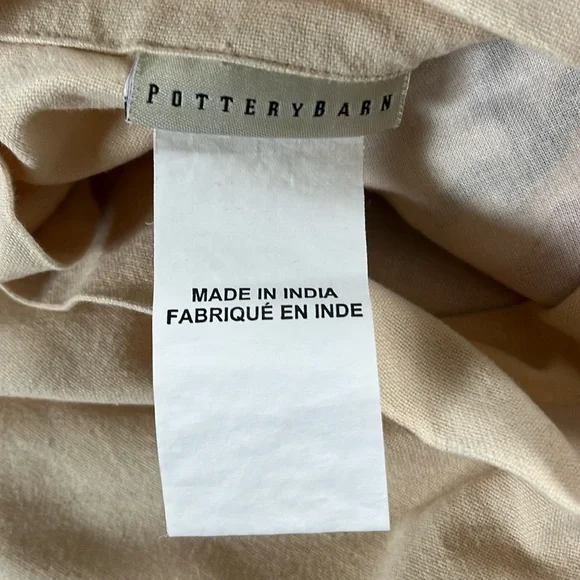 POTTERYBARN
MADE IN INDIA
FABRIQUÉ EN INDE